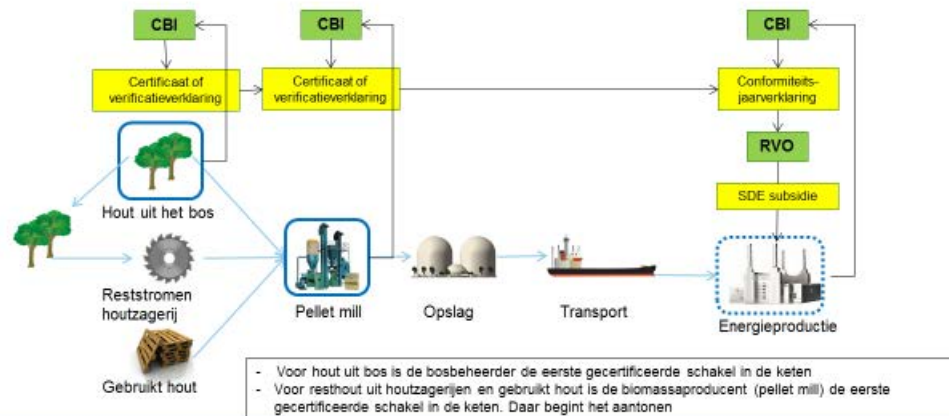 CBI
CBI
CBI
Certificaat of
verificatieverklaring
Certificaat of
verificatieverklaring
Conformiteits-
jaarverklaring
RVO
SDE subsidie
Hout uit het bos
Reststromen
houtzagerij
Pellet mill
Opslag
Transport
Energieproductie
Gebruikt hout
- Voor hout uit bos is de bosbeheerder de eerste gecertificeerde schakel in de keten
- Voor resthout uit houtzagerijen en gebruikt hout is de biomassaproducent (pellet mill) de eerste
gecertificeerde schakel in de keten. Daar begint het aantonen